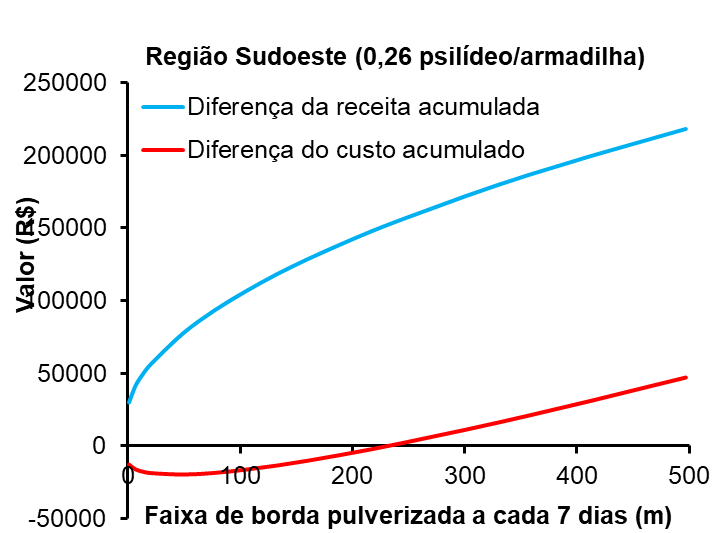 Região Sudoeste (0,26 psilídeo/armadilha)
250000
Diferença da receita acumulada
200000
Diferença do custo acumulado
150000
Valor (R$)
100000
50000
0
0 100 200 300 400 500
-50000
Faixa de borda pulverizada a cada 7 dias (m)